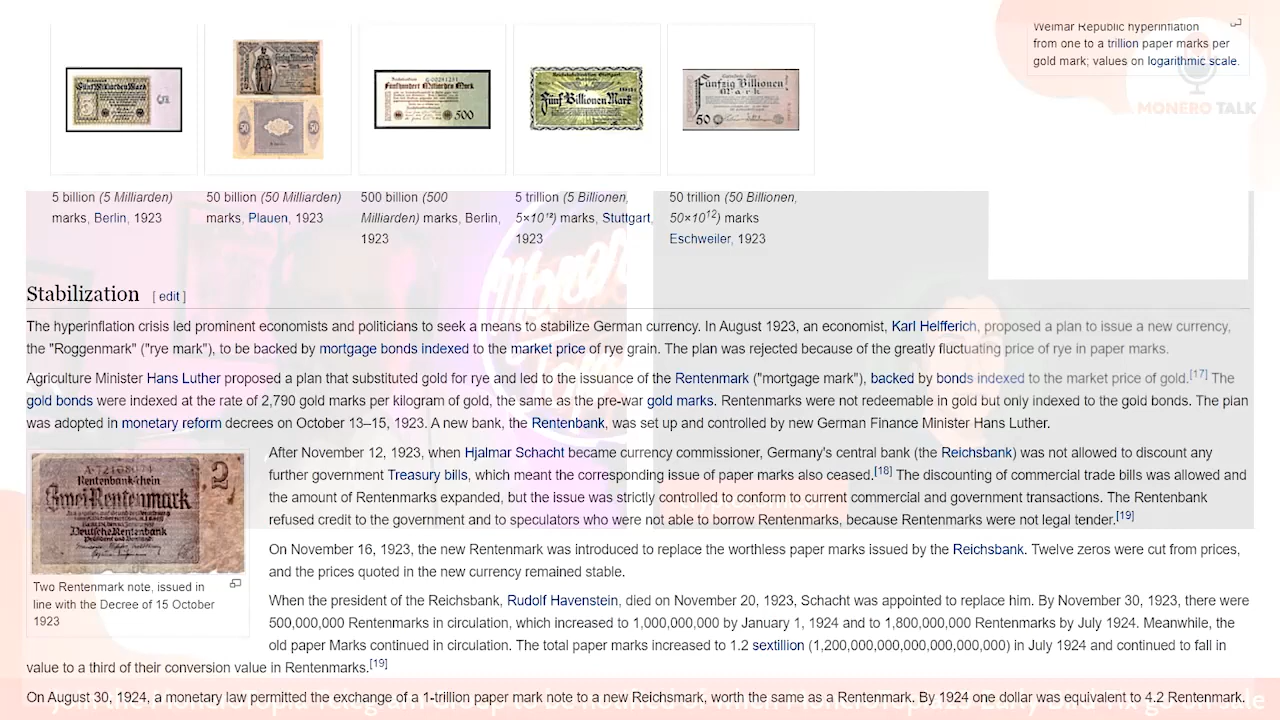 Weimar Republic hyperinflation
from one to a trillion paper marks per
gold mark; values on logarithmic scale.
MONERO TALK
500
50
5 billion (5 Milliarden)
marks, Berlin, 1923
50 billion (50 Milliarden)
marks, Plauen, 1923
500 billion (500
Milliarden) marks, Berlin,
1923
5 trillion (5 Billionen,
5×10¹²) marks, Stuttgart,
1923
50 trillion (50 Billionen,
50×10¹²) marks
Eschweiler, 1923
Stabilization [ edit ]
The hyperinflation crisis led prominent economists and politicians to seek a means to stabilize German currency. In August 1923, an economist, Karl Helfferich, proposed a plan to issue a new currency,
the "Roggenmark" ("rye mark"), to be backed by mortgage bonds indexed to the market price of rye grain. The plan was rejected because of the greatly fluctuating price of rye in paper marks.
Agriculture Minister Hans Luther proposed a plan that substituted gold for rye and led to the issuance of the Rentenmark ("mortgage mark"), backed by bonds indexed to the market price of gold.[17] The
gold bonds were indexed at the rate of 2,790 gold marks per kilogram of gold, the same as the pre-war gold marks. Rentenmarks were not redeemable in gold but only indexed to the gold bonds. The plan
was adopted in monetary reform decrees on October 13–15, 1923. A new bank, the Rentenbank, was set up and controlled by new German Finance Minister Hans Luther.
After November 12, 1923, when Hjalmar Schacht became currency commissioner, Germany's central bank (the Reichsbank) was not allowed to discount any
further government Treasury bills, which meant the corresponding issue of paper marks also ceased.[18] The discounting of commercial trade bills was allowed and
the amount of Rentenmarks expanded, but the issue was strictly controlled to conform to current commercial and government transactions. The Rentenbank
refused credit to the government and to speculators who were not able to borrow Rentenmarks, because Rentenmarks were not legal tender.[19]
2
Two Rentenmark note, issued in
line with the Decree of 15 October
1923
On November 16, 1923, the new Rentenmark was introduced to replace the worthless paper marks issued by the Reichsbank. Twelve zeros were cut from prices,
and the prices quoted in the new currency remained stable.
When the president of the Reichsbank, Rudolf Havenstein, died on November 20, 1923, Schacht was appointed to replace him. By November 30, 1923, there were
500,000,000 Rentenmarks in circulation, which increased to 1,000,000,000 by January 1, 1924 and to 1,800,000,000 Rentenmarks by July 1924. Meanwhile, the
old paper Marks continued in circulation. The total paper marks increased to 1.2 sextillion (1,200,000,000,000,000,000,000) in July 1924 and continued to fall in
value to a third of their conversion value in Rentenmarks.[19]
On August 30, 1924, a monetary law permitted the exchange of a 1-trillion paper mark note to a new Reichsmark, worth the same as a Rentenmark. By 1924 one dollar was equivalent to 4.2 Rentenmark.